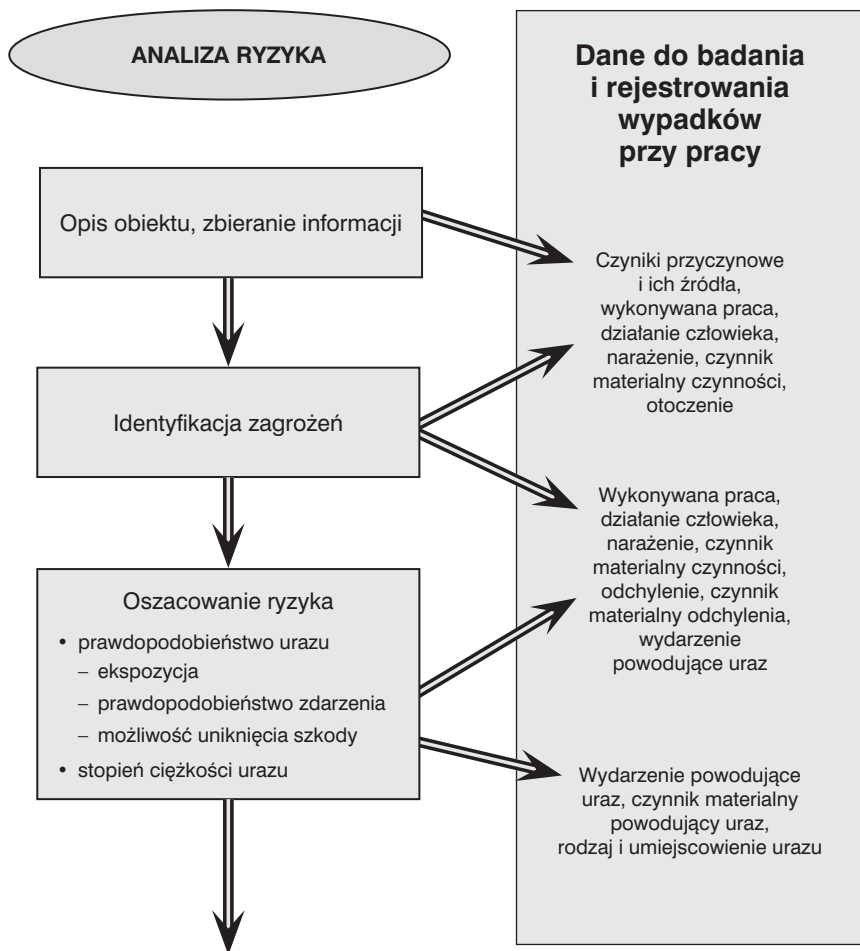 ANALIZA RYZYKA
Opis obiektu, zbieranie informacji
Identyfikacja zagrożeń
Oszacowanie ryzyka
• prawdopodobieństwo urazu
– ekspozycja
– prawdopodobieństwo zdarzenia
– możliwość uniknięcia szkody
• stopień ciężkości urazu
Dane do badania
i rejestrowania
wypadków
przy pracy
Czyniki przyczynowe
i ich źródła,
wykonywana praca,
działanie człowieka,
narażenie, czynnik
materialny czynności,
otoczenie
Wykonywana praca,
działanie człowieka,
narażenie, czynnik
materialny czynności,
odchylenie, czynnik
materialny odchylenia,
wydarzenie
powodujące uraz
Wydarzenie powodujące
uraz, czynnik materialny
powodujący uraz,
rodzaj i umiejscowienie urazu